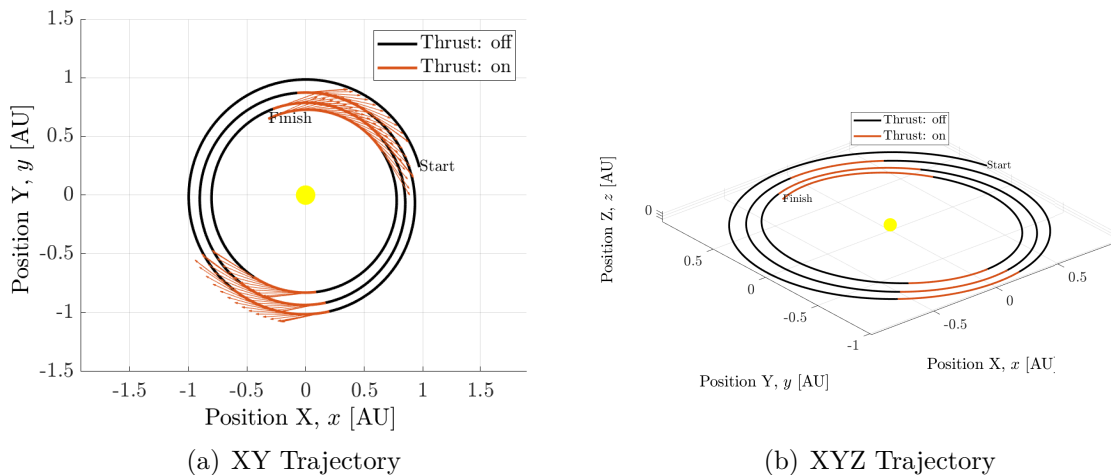 1.5
1
0.5
0
-0.5
-1
-1.5
Position Y, y [AU]
Thrust: off
Thrust: on
Finish
Start
-1.5
-1
-0.5
0
0.5
1
1.5
Position X, x [AU]
(a) XY Trajectory
Thrust: off
Thrust: on
Start
Finish
Position Z, z [AU]
0
0.5
0
-0.5
-1
Position Y, y [AU]
-0.5
0
0.5
Position X, x [AU]
(b) XYZ Trajectory